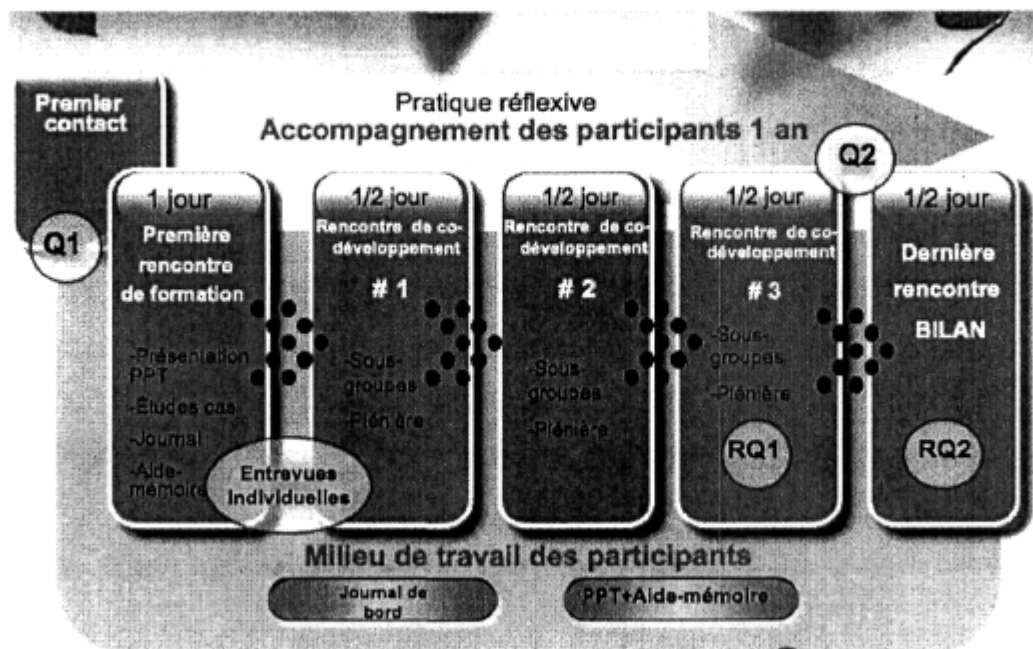 Premier
contact
Pratique réflexive
Accompagnement des participants 1 an
Q1
Q2
1 jour
Première
rencontre
de formation
-Présentation
PPT
-Études cas
-Journal
-Aide-
mémoire
Entrevues
individuelles
1/2 jour
Rencontre de co-
développement
# 1
-Sous-
groupes
-Plénière
1/2 jour
Rencontre de co-
développement
# 2
-Sous-
groupes
-Plénière
1/2 jour
Rencontre de co-
développement
# 3
-Sous-
groupes
-Plénière
RQ1
1/2 jour
Dernière
rencontre
BILAN
RQ2
Milieu de travail des participants
Journal de
bord
PPT+Aide-mémoire